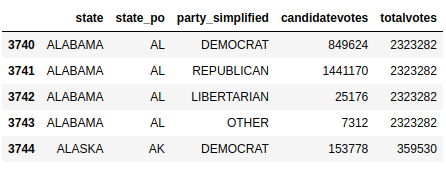 state state_po party_simplified candidatevotes totalvotes
3740 ALABAMA AL DEMOCRAT 849624 2323282
3741 ALABAMA AL REPUBLICAN 1441170 2323282
3742 ALABAMA AL LIBERTARIAN 25176 2323282
3743 ALABAMA AL OTHER 7312 2323282
3744 ALASKA AK DEMOCRAT 153778 359530